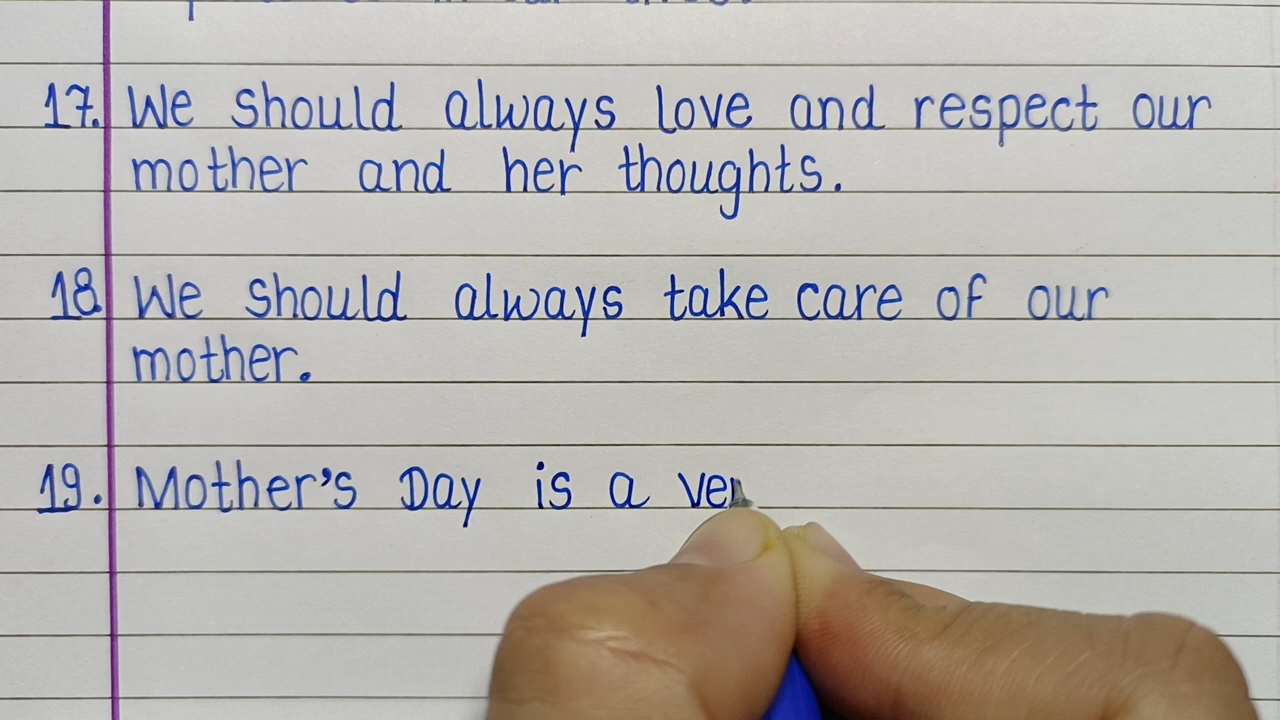 17. We should always love and respect our
mother and her thoughts.
18. We should always take care of our
mother.
19. Mother's Day is a ver